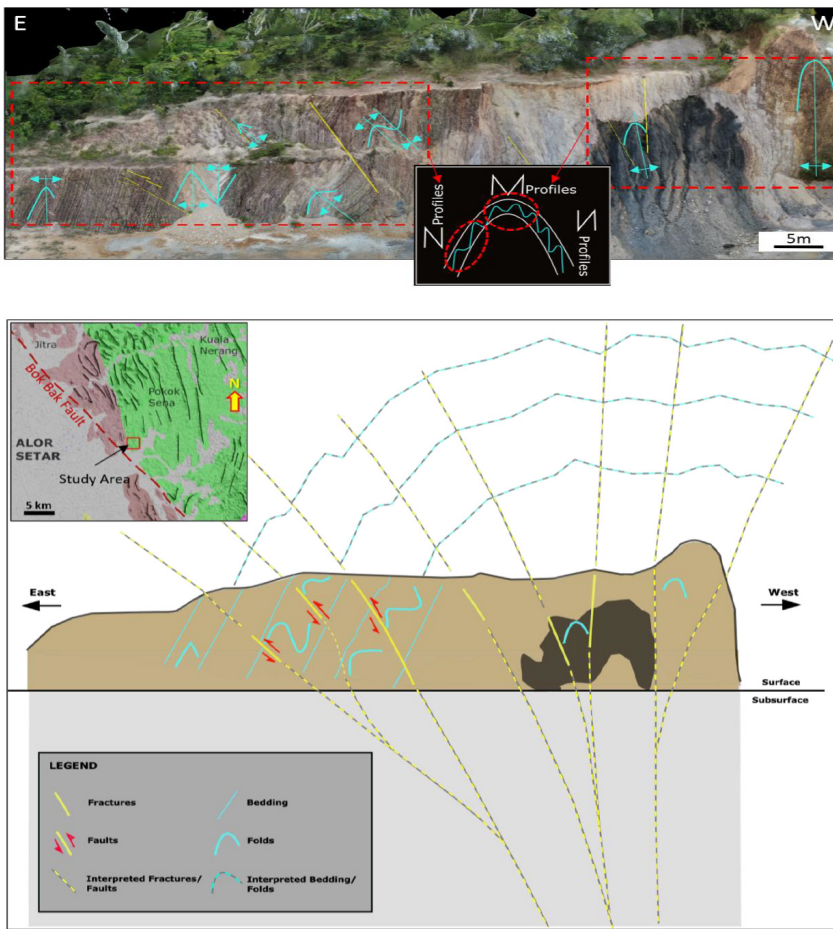 E
W
M Profiles
Z Profiles
S Profiles
5m
Jitra
Kuala
Nerang
Bok Bak Fault
Pokok
Sena
N
ALOR
SETAR
Study Area
5 km
East
West
Surface
Subsurface
LEGEND
Fractures
Bedding
Faults
Folds
Interpreted Fractures/
Faults
Interpreted Bedding/
Folds